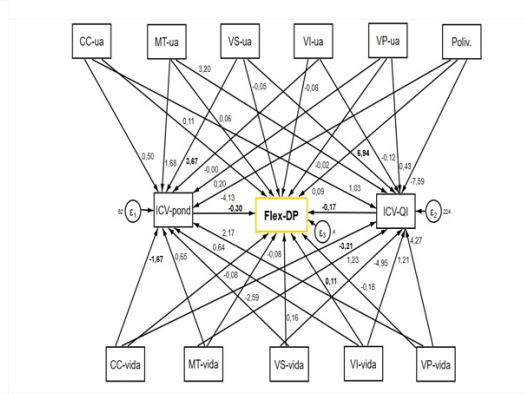 CC-ua MT-ua VS-ua VI-ua VP-ua Poliv.
3,20 -0,05 -0,08
0,11 0,06 6,94 -0,12
0,50 1,68 3,67 -0,00 -0,02 0,43
0,20 0,09 1,03 -7,59
-4,13
62 ε1 ICV-pond -0,30 Flex-DP -0,17 ICV-QI ε2 224
ε3 4
2,17 -3,21 4,27
-1,67 0,65 0,64 -0,08 1,23 -4,95 1,21
-0,08 0,11 -0,18
-2,59
0,16
CC-vida MT-vida VS-vida VI-vida VP-vida